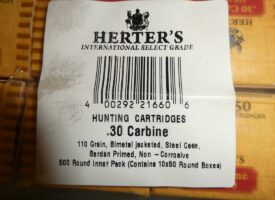 HERTER'S
INTERNATIONAL SELECT GRADE
4 00292 21660 6
HUNTING CARTRIDGES
.30 Carbine
110 Grain, Bimetal jacketed, Steel Case,
Berdan Primed, Non - Corrosive
500 Round Inner Pack (Contains 10x50 Round Boxes)